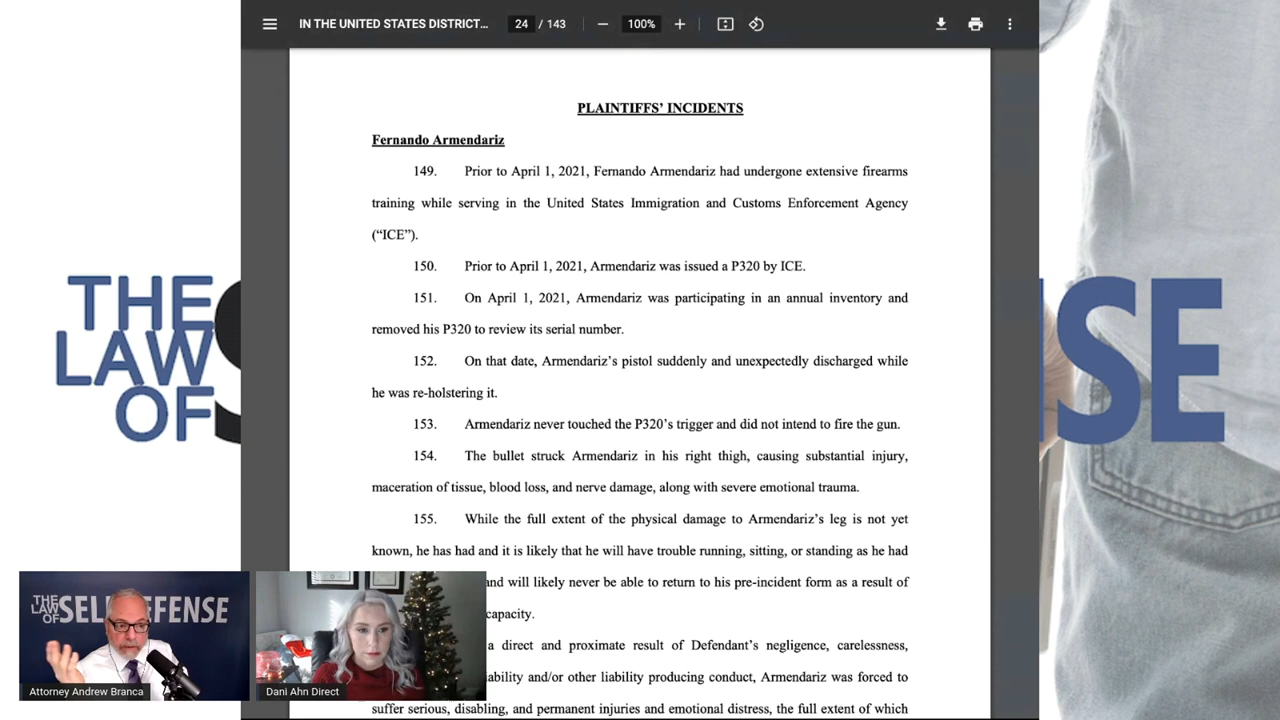 IN THE UNITED STATES DISTRICT...
24 / 143
100%
PLAINTIFFS' INCIDENTS
Fernando Armendariz
149. Prior to April 1, 2021, Fernando Armendariz had undergone extensive firearms
training while serving in the United States Immigration and Customs Enforcement Agency
(“ICE”).
150. Prior to April 1, 2021, Armendariz was issued a P320 by ICE.
151. On April 1, 2021, Armendariz was participating in an annual inventory and
removed his P320 to review its serial number.
152. On that date, Armendariz’s pistol suddenly and unexpectedly discharged while
he was re-holstering it.
153. Armendariz never touched the P320’s trigger and did not intend to fire the gun.
154. The bullet struck Armendariz in his right thigh, causing substantial injury,
maceration of tissue, blood loss, and nerve damage, along with severe emotional trauma.
155. While the full extent of the physical damage to Armendariz’s leg is not yet
known, he has had and it is likely that he will have trouble running, sitting, or standing as he had
and will likely never be able to return to his pre-incident form as a result of
capacity.
a direct and proximate result of Defendant’s negligence, carelessness,
and/or other liability producing conduct, Armendariz was forced to
suffer serious, disabling, and permanent injuries and emotional distress, the full extent of which
THE
LAW
OF
SE
THE
LAW
OF
SELF DEFENSE
Attorney Andrew Branca
Dani Ahn Direct